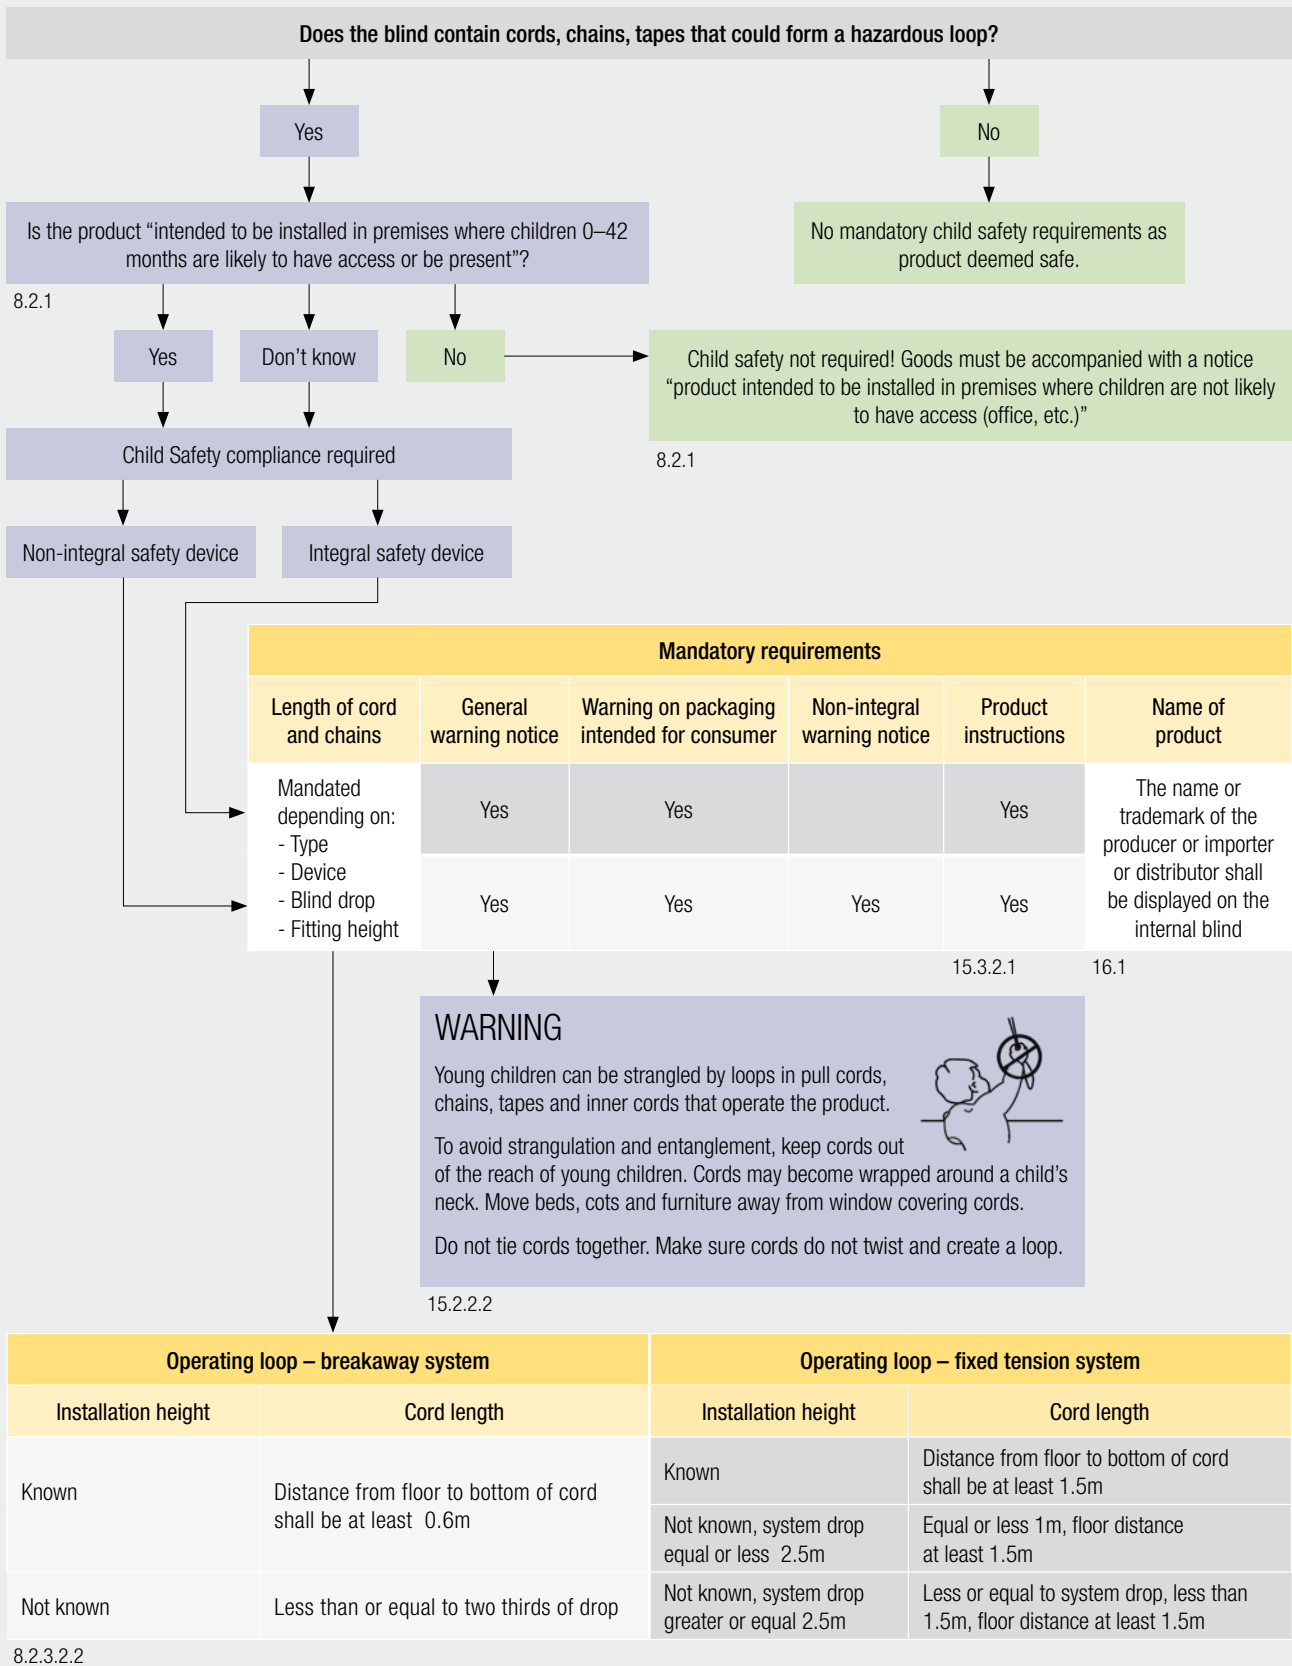 Does the blind contain cords, chains, tapes that could form a hazardous loop?
Yes
No
Is the product “intended to be installed in premises where children 0–42
months are likely to have access or be present”?
8.2.1
No mandatory child safety requirements as
product deemed safe.
Yes
Don’t know
No
Child safety not required! Goods must be accompanied with a notice
“product intended to be installed in premises where children are not likely
to have access (office, etc.)”
8.2.1
Child Safety compliance required
Non-integral safety device
Integral safety device
Mandatory requirements
Length of cord
and chains
General
warning notice
Warning on packaging
intended for consumer
Non-integral
warning notice
Product
instructions
Name of
product
Mandated
depending on:
- Type
- Device
- Blind drop
- Fitting height
Yes
Yes
Yes
Yes
Yes
Yes
Yes
The name or
trademark of the
producer or importer
or distributor shall
be displayed on the
internal blind
15.3.2.1
16.1
WARNING
Young children can be strangled by loops in pull cords,
chains, tapes and inner cords that operate the product.
To avoid strangulation and entanglement, keep cords out
of the reach of young children. Cords may become wrapped around a child’s
neck. Move beds, cots and furniture away from window covering cords.
Do not tie cords together. Make sure cords do not twist and create a loop.
15.2.2.2
Operating loop – breakaway system
Installation height
Cord length
Known
Distance from floor to bottom of cord
shall be at least 0.6m
Not known
Less than or equal to two thirds of drop
8.2.3.2.2
Operating loop – fixed tension system
Installation height
Cord length
Known
Distance from floor to bottom of cord
shall be at least 1.5m
Not known, system drop
equal or less 2.5m
Equal or less 1m, floor distance
at least 1.5m
Not known, system drop
greater or equal 2.5m
Less or equal to system drop, less than
1.5m, floor distance at least 1.5m